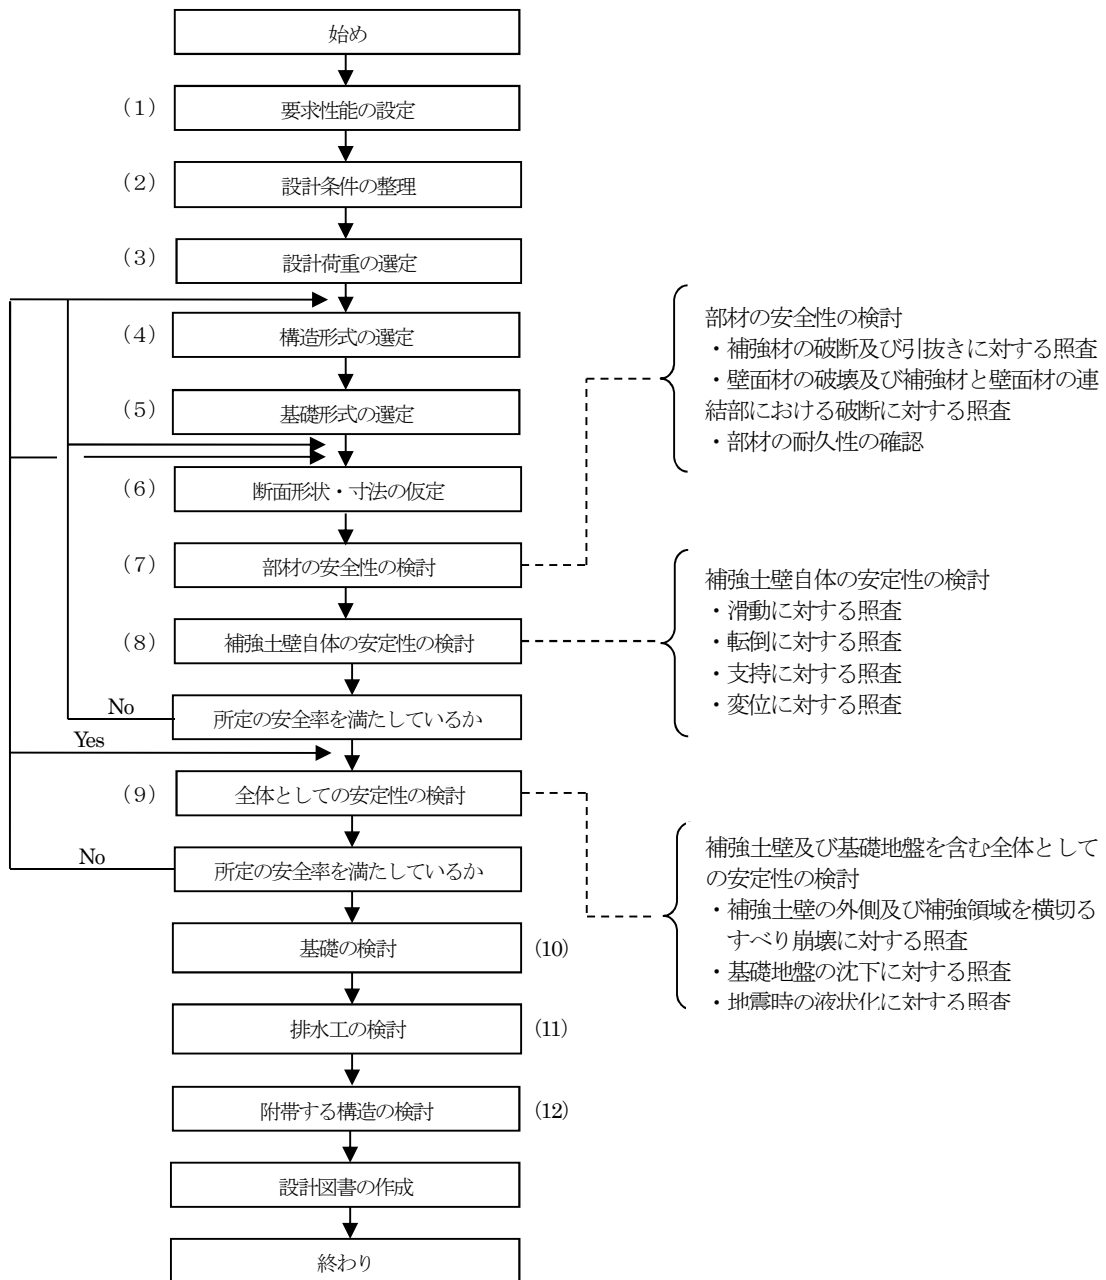 始め
（1） 要求性能の設定
（2） 設計条件の整理
（3） 設計荷重の選定
（4） 構造形式の選定
（5） 基礎形式の選定
（6） 断面形状・寸法の仮定
（7） 部材の安全性の検討
（8） 補強土壁自体の安定性の検討
No 所定の安全率を満たしているか
Yes
（9） 全体としての安定性の検討
No 所定の安全率を満たしているか
基礎の検討 (10)
排水工の検討 (11)
附帯する構造の検討 (12)
設計図書の作成
終わり
部材の安全性の検討
・補強材の破断及び引抜きに対する照査
・壁面材の破壊及び補強材と壁面材の連
結部における破断に対する照査
・部材の耐久性の確認
補強土壁自体の安定性の検討
・滑動に対する照査
・転倒に対する照査
・支持に対する照査
・変位に対する照査
補強土壁及び基礎地盤を含む全体として
の安定性の検討
・補強土壁の外側及び補強領域を横切る
すべり崩壊に対する照査
・基礎地盤の沈下に対する照査
・地震時の液状化に対する照査